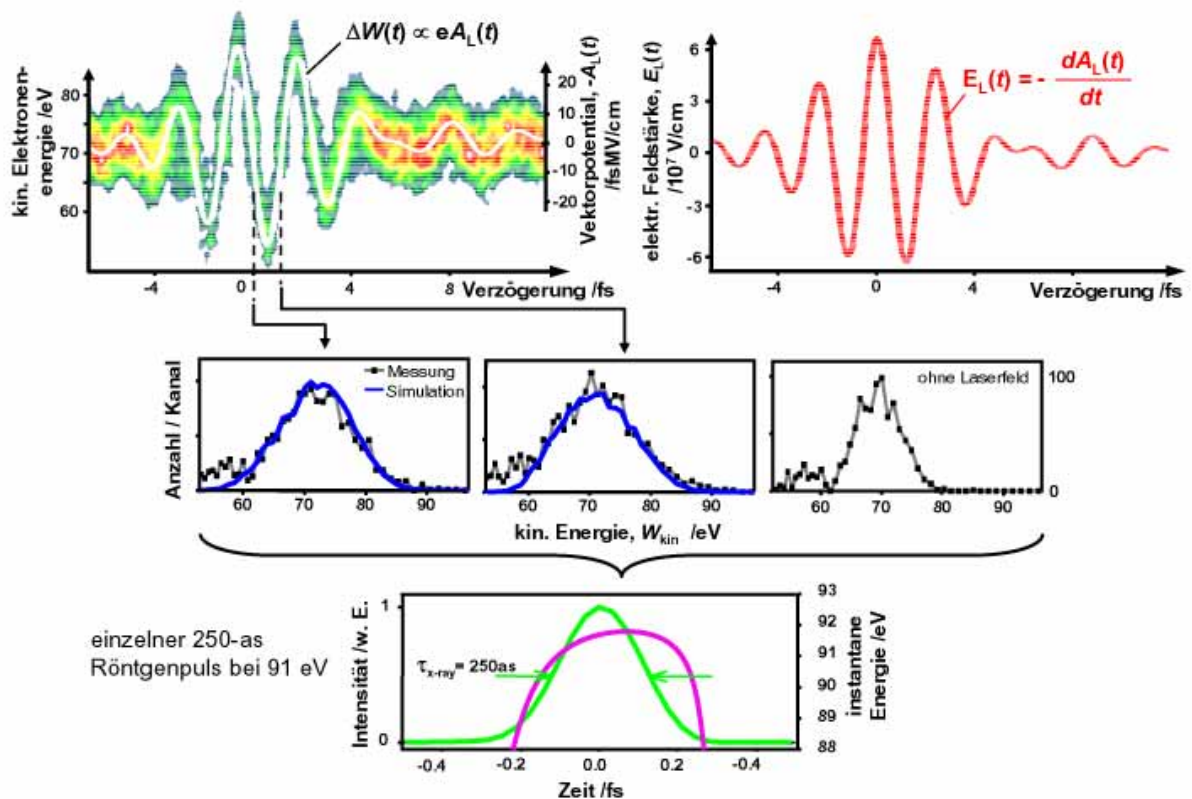 ΔW(t) ∝ eA_L(t)
kin. Elektronen-
energie /eV
80
70
60
-4
0
4
8
Verzögerung /fs
20
10
0
-10
-20
Vektorpotential, -A_L(t)
/fsMV/cm
elektr. Feldstärke, E_L(t)
/10⁷ V/cm
6
3
0
-3
-6
E_L(t) = - dA_L(t)
dt
-4
0
4
Verzögerung /fs
Anzahl / Kanal
Messung
Simulation
60
70
80
90
60
70
80
90
ohne Laserfeld
100
0
60
70
80
90
kin. Energie, W_kin /eV
einzelner 250-as
Röntgenpuls bei 91 eV
Intensität /w. E.
1
0
τ_x-ray = 250as
93
92
91
90
89
88
instantane
Energie /eV
-0.4
-0.2
0.0
0.2
-0.4
Zeit /fs